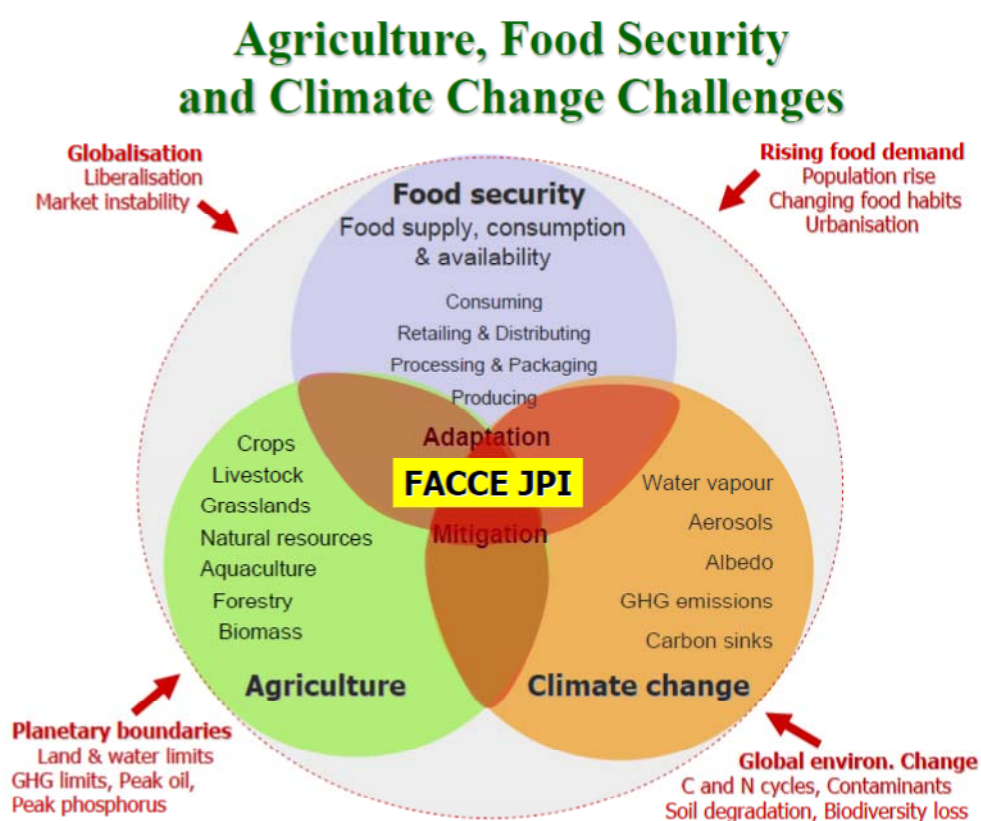 Agriculture, Food Security
and Climate Change Challenges
Globalisation
Liberalisation
Market instability
Rising food demand
Population rise
Changing food habits
Urbanisation
Food security
Food supply, consumption
& availability
Consuming
Retailing & Distributing
Processing & Packaging
Producing
Adaptation
FACCE JPI
Mitigation
Crops
Livestock
Grasslands
Natural resources
Aquaculture
Forestry
Biomass
Agriculture
Water vapour
Aerosols
Albedo
GHG emissions
Carbon sinks
Climate change
Planetary boundaries
Land & water limits
GHG limits, Peak oil,
Peak phosphorus
Global environ. Change
C and N cycles, Contaminants
Soil degradation, Biodiversity loss